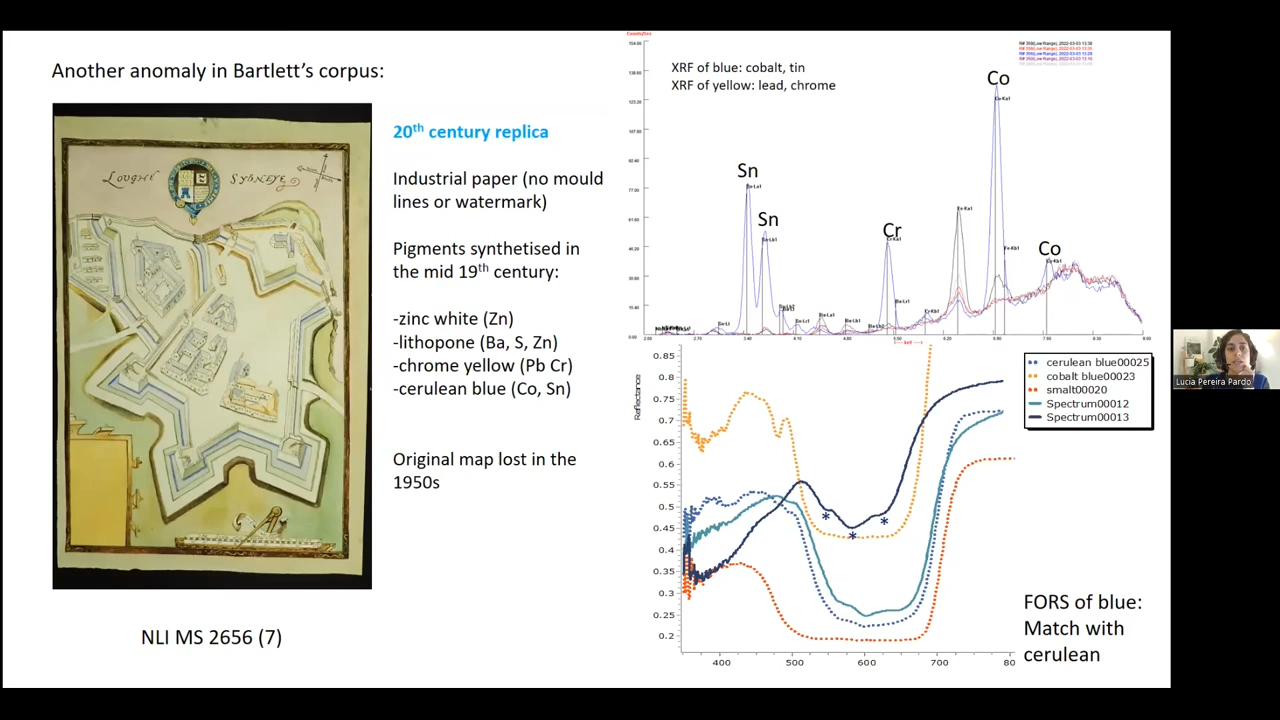 Another anomaly in Bartlett's corpus:
LOUGHE SYDNEYE
20th century replica
Industrial paper (no mould
lines or watermark)
Pigments synthetised in
the mid 19th century:
-zinc white (Zn)
-lithopone (Ba, S, Zn)
-chrome yellow (Pb Cr)
-cerulean blue (Co, Sn)
Original map lost in the
1950s
NLI MS 2656 (7)
XRF of blue: cobalt, tin
XRF of yellow: lead, chrome
Co
Sn
Sn
Cr
Co
Reflectance
0.85
0.8
0.75
0.7
0.65
0.6
0.55
0.5
0.45
0.4
0.35
0.3
0.25
0.2
400 500 600 700 80
* * *
cerulean blue00025
cobalt blue00023
smalt00020
Spectrum00012
Spectrum00013
FORS of blue:
Match with
cerulean
Lucia Pereira Pardo